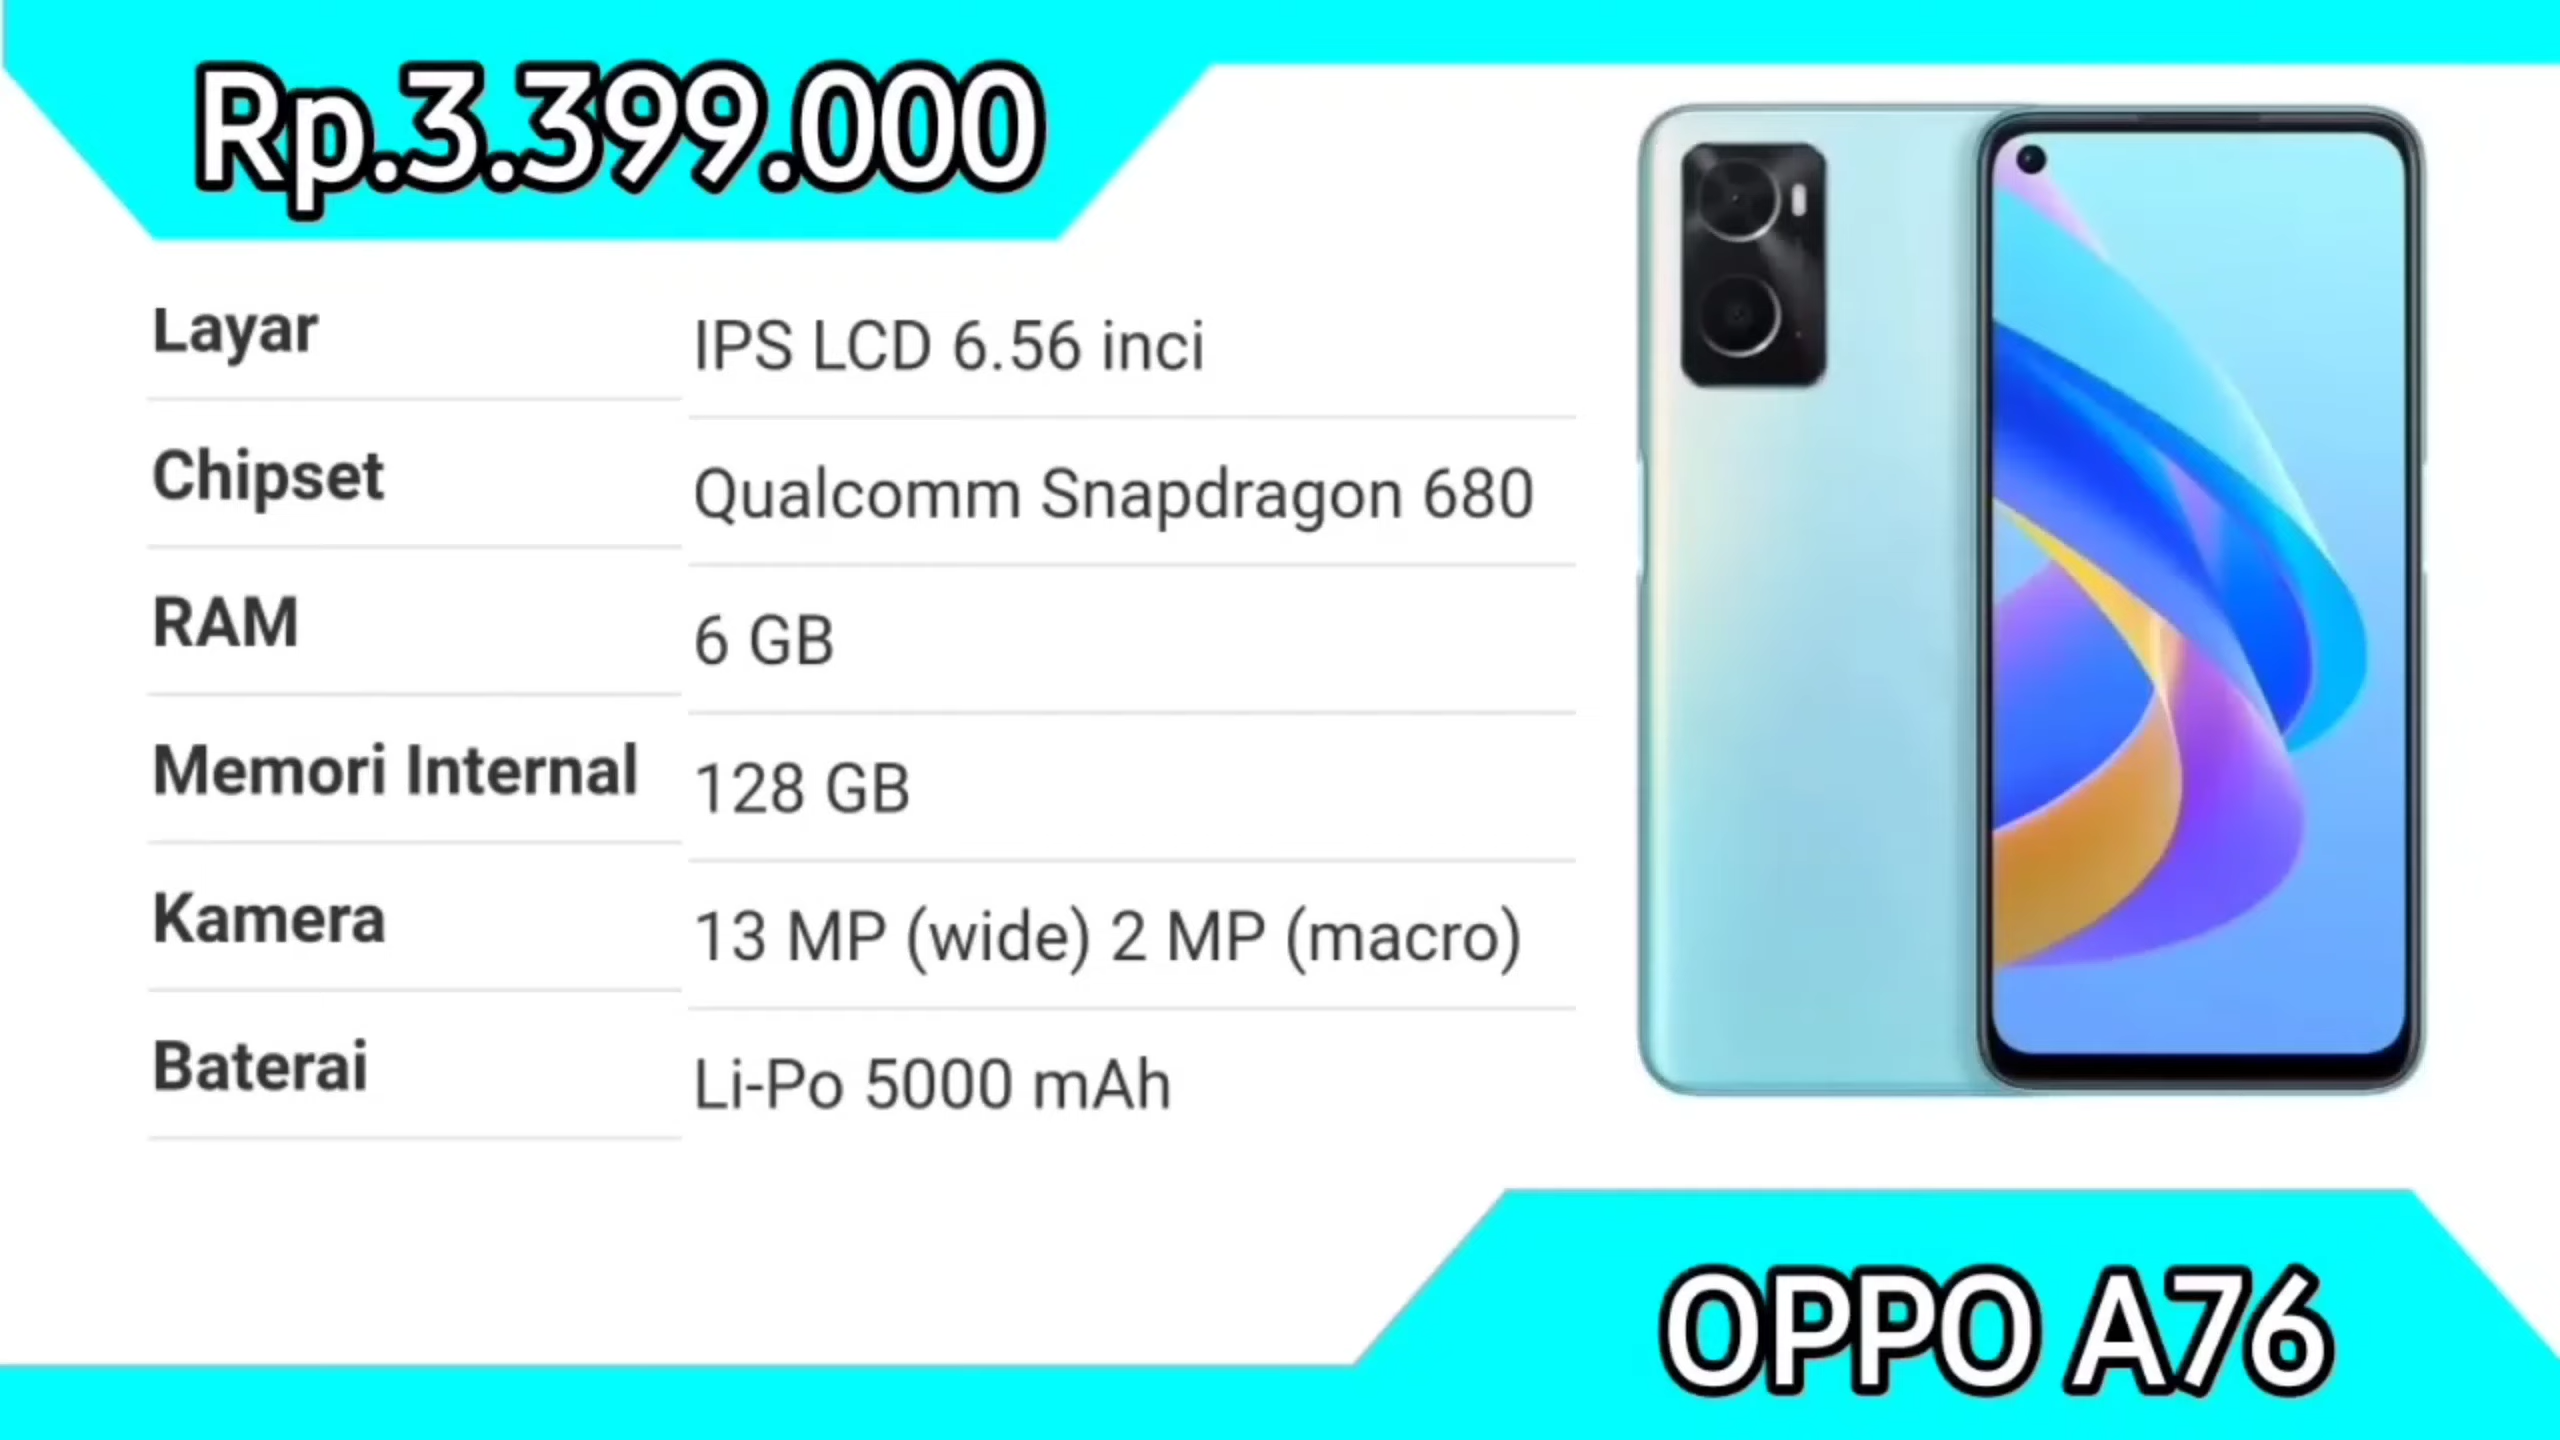 Rp.3.399.000
Layar
IPS LCD 6.56 inci
Chipset
Qualcomm Snapdragon 680
RAM
6 GB
Memori Internal
128 GB
Kamera
13 MP (wide) 2 MP (macro)
Baterai
Li-Po 5000 mAh
OPPO A76